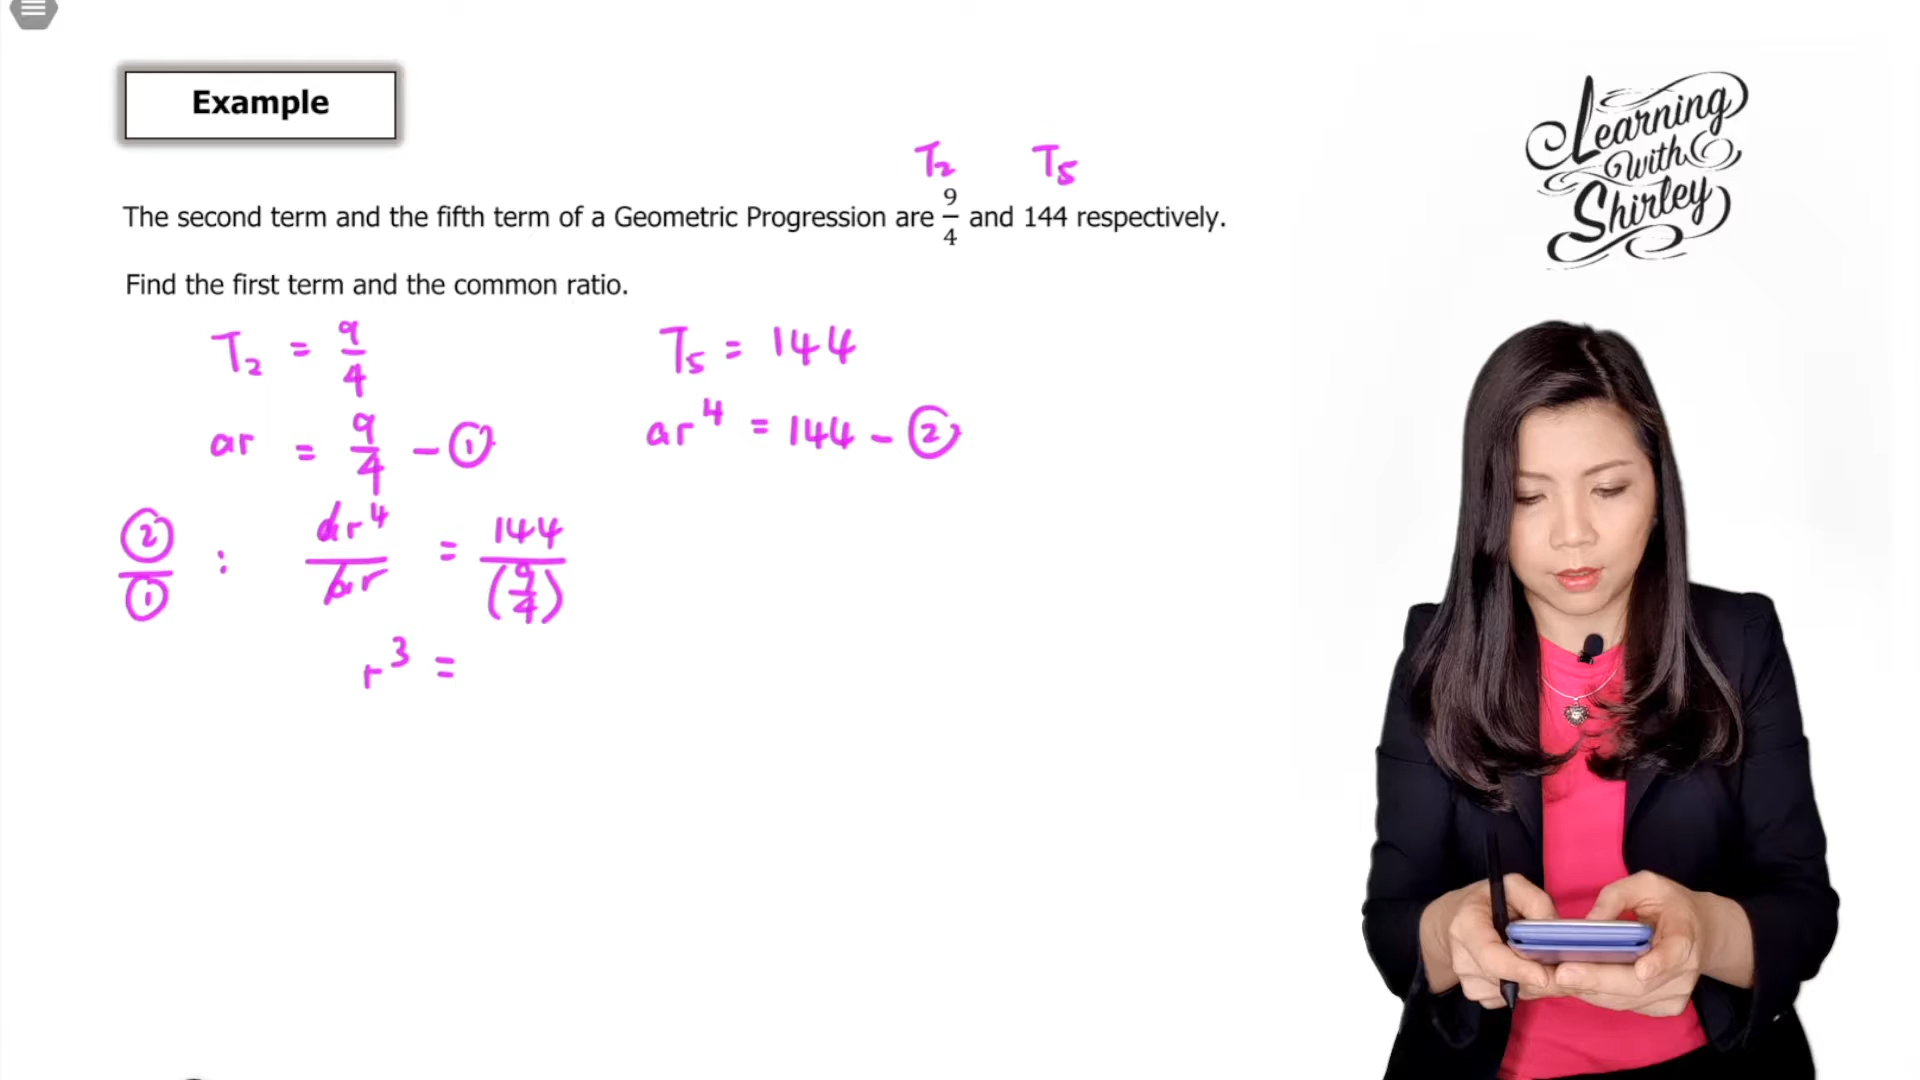 Example
Learning
With
Shirley
T₂ T₅
The second term and the fifth term of a Geometric Progression are 9/4 and 144 respectively.
Find the first term and the common ratio.
T₂ = 9/4 T₅ = 144
ar = 9/4 - ① ar⁴ = 144 - ②
②/① : ar⁴/ar = 144/(9/4)
r³ =